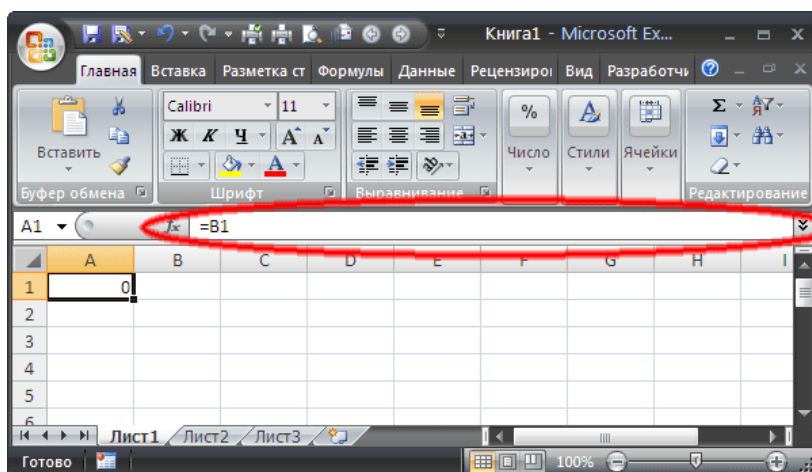 Книга1 - Microsoft Ex...
Главная Вставка Разметка ст Формулы Данные Рецензиро Вид Разработч
Calibri 11
Вставить Ж К Ч % Число Стили Ячейки
Буфер обмена Шрифт Выравнивание Редактирование
A1 fx =B1
A B C D E F G H I
1 0
2
3
4
5
6
Лист1 Лист2 Лист3
Готово 100%